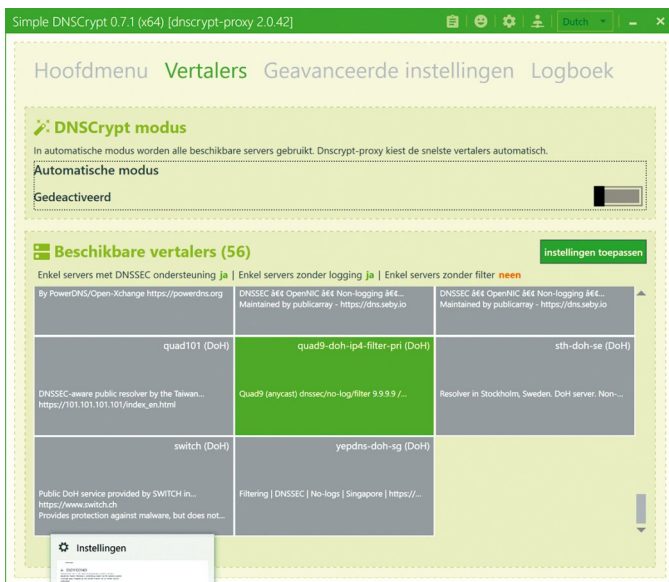 Simple DNSCrypt 0.7.1 (x64) [dnscrypt-proxy 2.0.42]
Dutch
Hoofdmenu Vertalers Geavanceerde instellingen Logboek
DNSCrypt modus
In automatische modus worden alle beschikbare servers gebruikt. Dnscrypt-proxy kiest de snelste vertalers automatisch.
Automatische modus
Gedeactiveerd
Beschikbare vertalers (56)
instellingen toepassen
Enkel servers met DNSSEC ondersteuning ja | Enkel servers zonder logging ja | Enkel servers zonder filter neen
By PowerDNS/Open-Xchange https://powerdns.org
DNSSEC â€¢ OpenNIC â€¢ Non-logging â€¢...
Maintained by publicarray - https://dns.seby.io
DNSSEC â€¢ OpenNIC â€¢ Non-logging â€¢...
Maintained by publicarray - https://dns.seby.io
quad101 (DoH)
DNSSEC-aware public resolver by the Taiwan...
https://101.101.101.101/index_en.html
quad9-doh-ip4-filter-pri (DoH)
Quad9 (anycast) dnssec/no-log/filter 9.9.9.9 /...
sth-doh-se (DoH)
Resolver in Stockholm, Sweden. DoH server. Non-...
switch (DoH)
Public DoH service provided by SWITCH in...
https://www.switch.ch
Provides protection against malware, but does not...
yepdns-doh-sg (DoH)
Filtering | DNSSEC | No-logs | Singapore | https://...
Instellingen